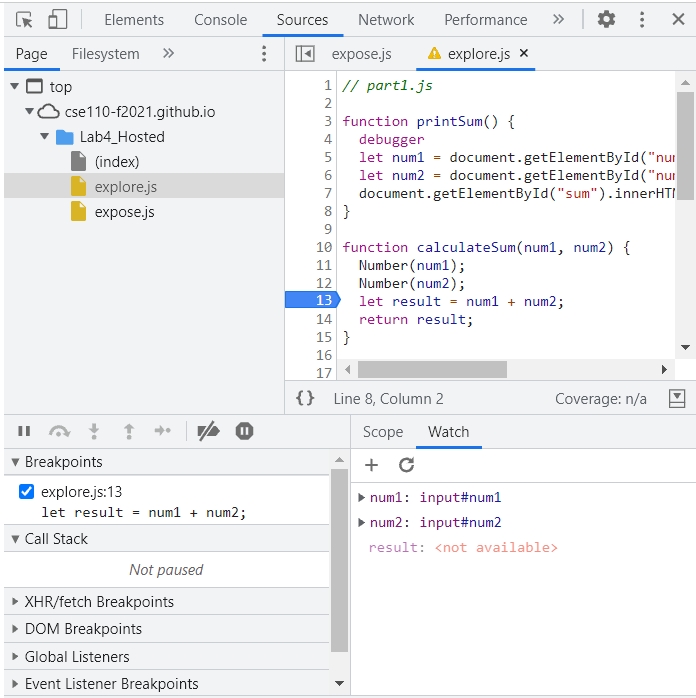 Elements Console Sources Network Performance »
Page Filesystem »
expose.js explore.js ×
top
cse110-f2021.github.io
Lab4_Hosted
(index)
explore.js
expose.js
1 // part1.js
2
3 function printSum() {
4 debugger
5 let num1 = document.getElementById("nu
6 let num2 = document.getElementById("nu
7 document.getElementById("sum").innerHT
8 }
9
10 function calculateSum(num1, num2) {
11 Number(num1);
12 Number(num2);
13 let result = num1 + num2;
14 return result;
15 }
16
17
{} Line 8, Column 2 Coverage: n/a
Breakpoints
explore.js:13
let result = num1 + num2;
Call Stack
Not paused
XHR/fetch Breakpoints
DOM Breakpoints
Global Listeners
Event Listener Breakpoints
Scope Watch
num1: input#num1
num2: input#num2
result: <not available>